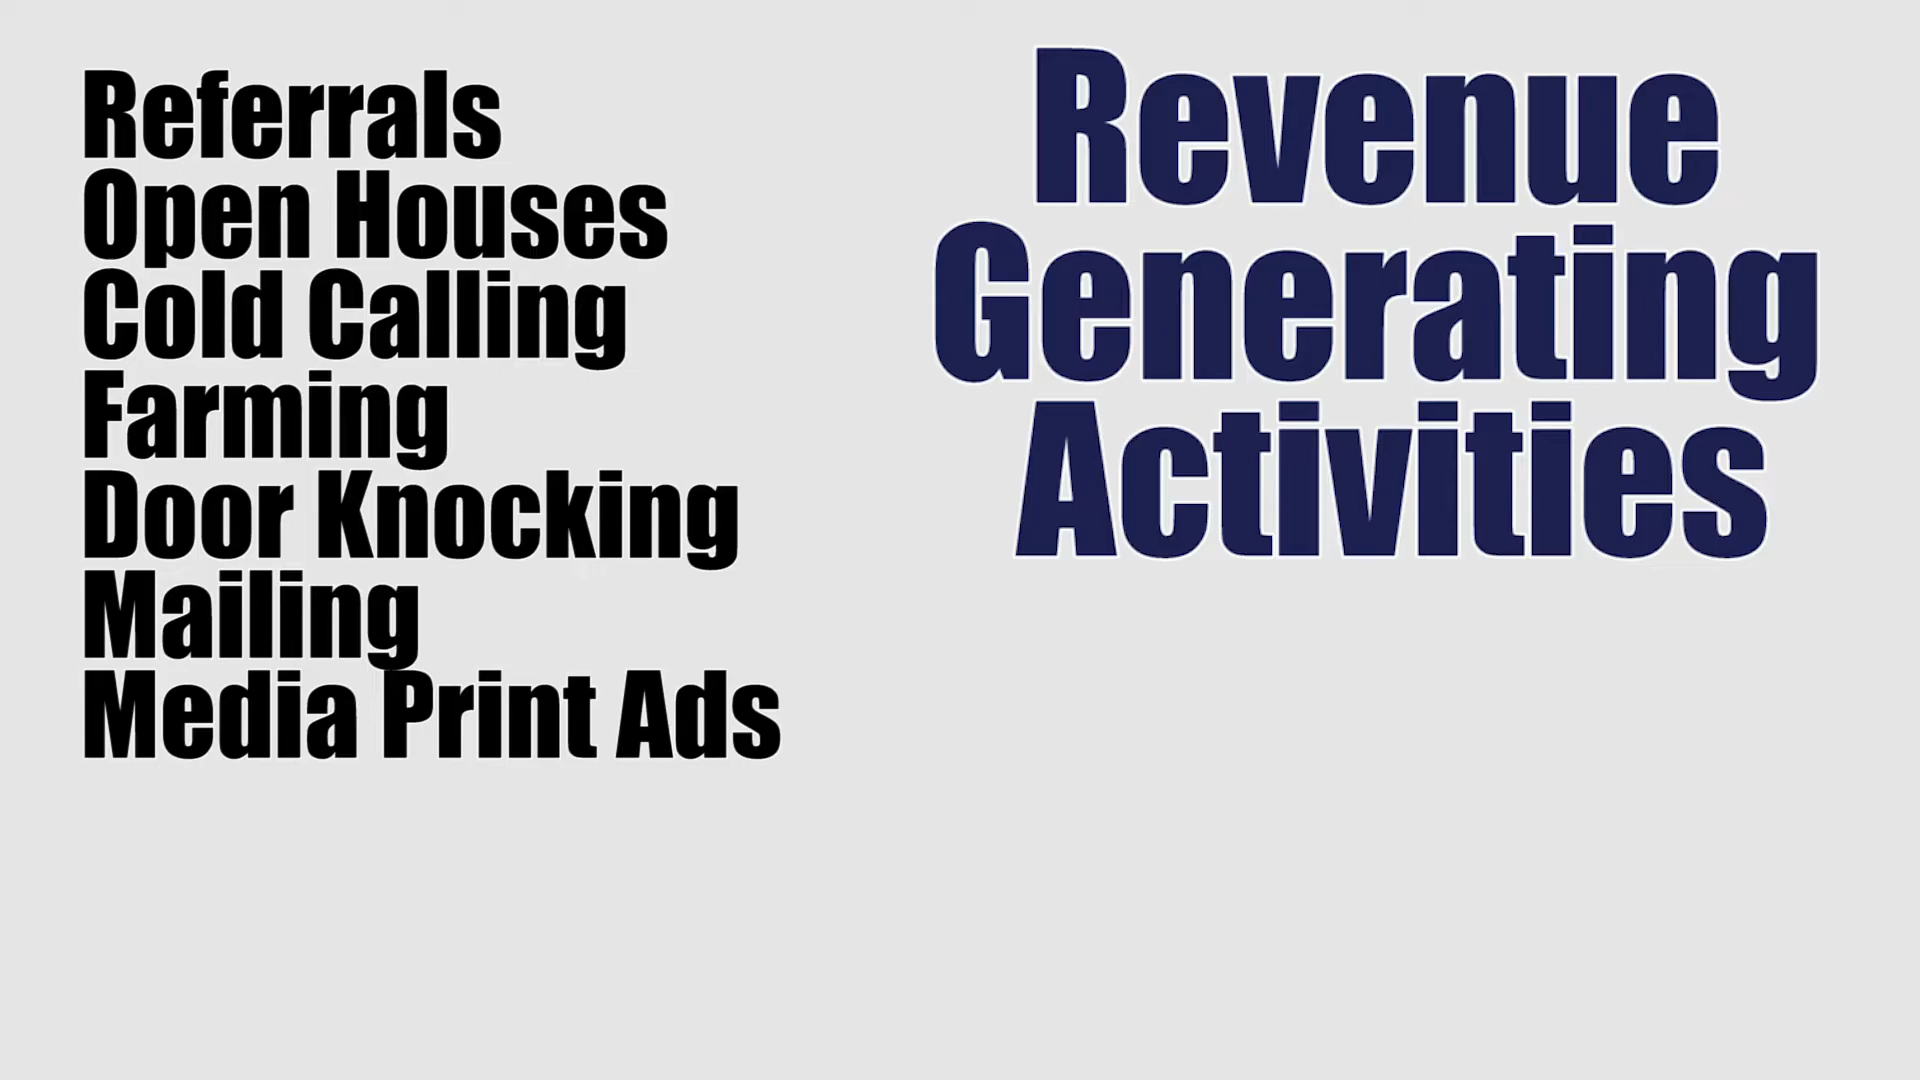 Referrals
Open Houses
Cold Calling
Farming
Door Knocking
Mailing
Media Print Ads
Revenue
Generating
Activities